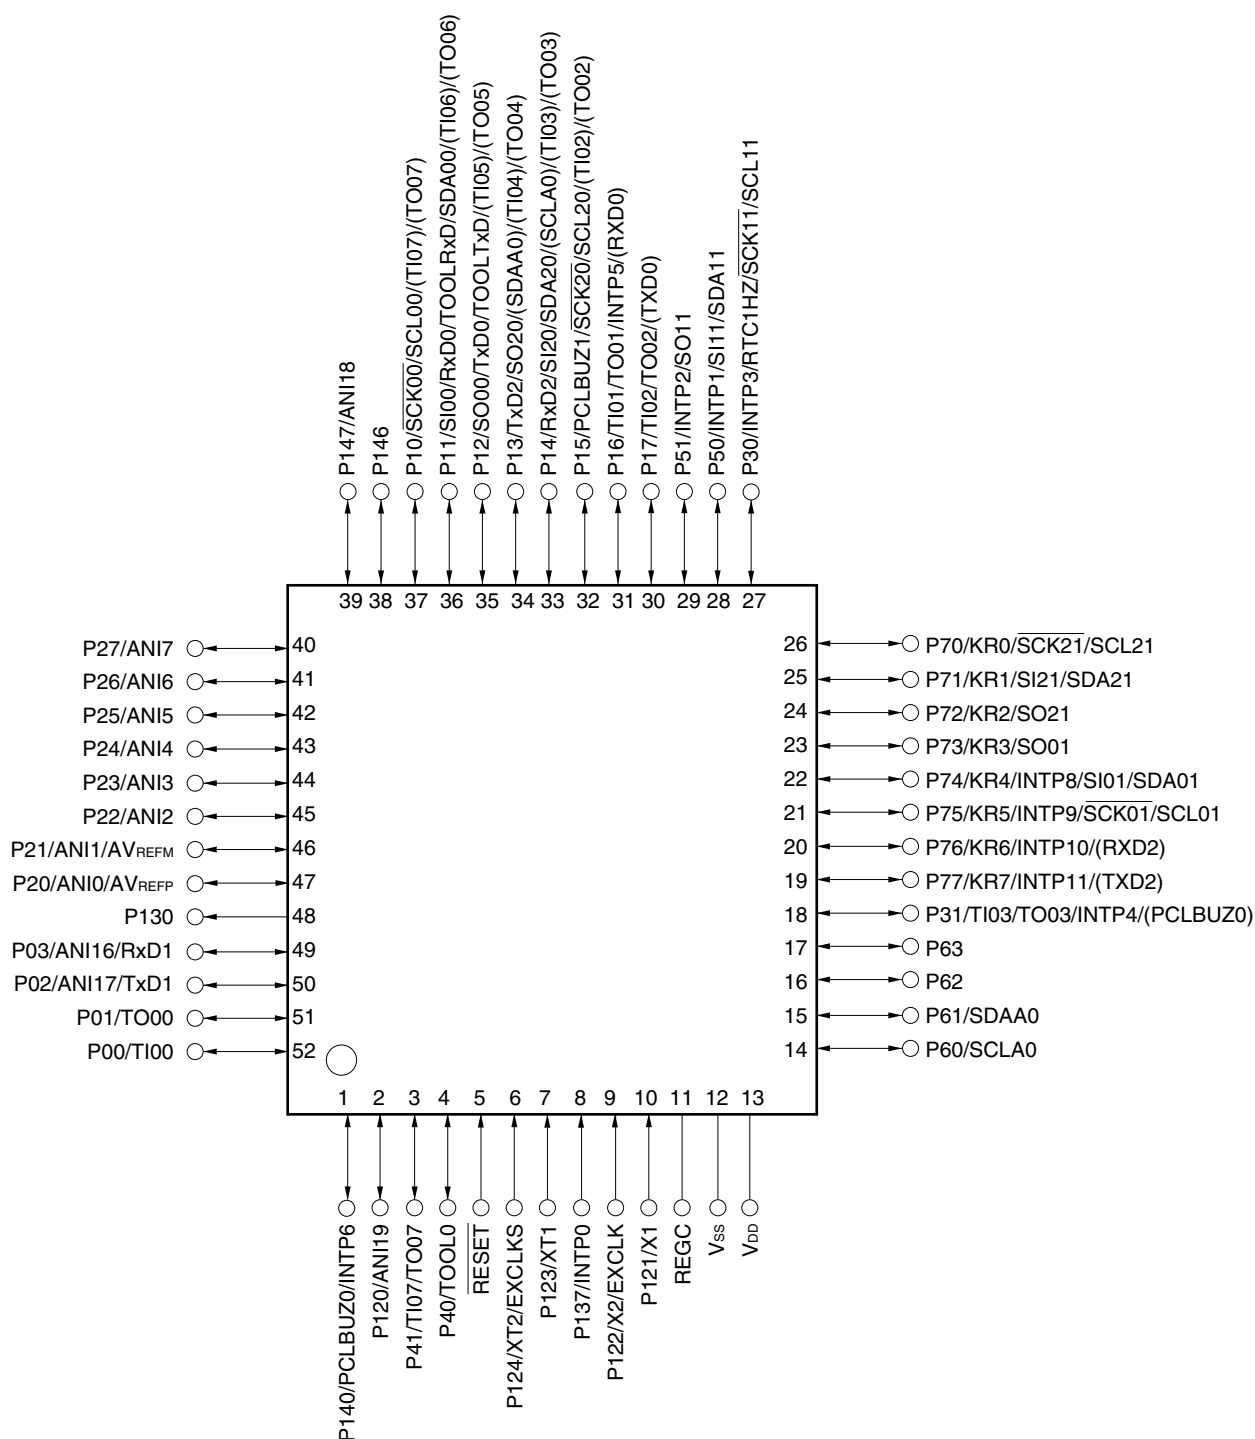 P147/ANI18
P146
P10/SCK00/SCL00/(TI07)/(TO07)
P11/SI00/RxD0/TOOLRxD/SDA00/(TI06)/(TO06)
P12/SO00/TxD0/TOOLTxD/(TI05)/(TO05)
P13/TxD2/SO20/(SDAA0)/(TI04)/(TO04)
P14/RxD2/SI20/SDA20/(SCLA0)/(TI03)/(TO03)
P15/PCLBUZ1/SCK20/SCL20/(TI02)/(TO02)
P16/TI01/TO01/INTP5/(RXD0)
P17/TI02/TO02/(TXD0)
P51/INTP2/SO11
P50/INTP1/SI11/SDA11
P30/INTP3/RTC1HZ/SCK11/SCL11
39 38 37 36 35 34 33 32 31 30 29 28 27
P27/ANI7 40
P26/ANI6 41
P25/ANI5 42
P24/ANI4 43
P23/ANI3 44
P22/ANI2 45
P21/ANI1/AVREFM 46
P20/ANI0/AVREFP 47
P130 48
P03/ANI16/RxD1 49
P02/ANI17/TxD1 50
P01/TO00 51
P00/TI00 52
26 P70/KR0/SCK21/SCL21
25 P71/KR1/SI21/SDA21
24 P72/KR2/SO21
23 P73/KR3/SO01
22 P74/KR4/INTP8/SI01/SDA01
21 P75/KR5/INTP9/SCK01/SCL01
20 P76/KR6/INTP10/(RXD2)
19 P77/KR7/INTP11/(TXD2)
18 P31/TI03/TO03/INTP4/(PCLBUZ0)
17 P63
16 P62
15 P61/SDAA0
14 P60/SCLA0
1 2 3 4 5 6 7 8 9 10 11 12 13
P140/PCLBUZ0/INTP6
P120/ANI19
P41/TI07/TO07
P40/TOOL0
RESET
P124/XT2/EXCLKS
P123/XT1
P137/INTP0
P122/X2/EXCLK
P121/X1
REGC
VSS
VDD